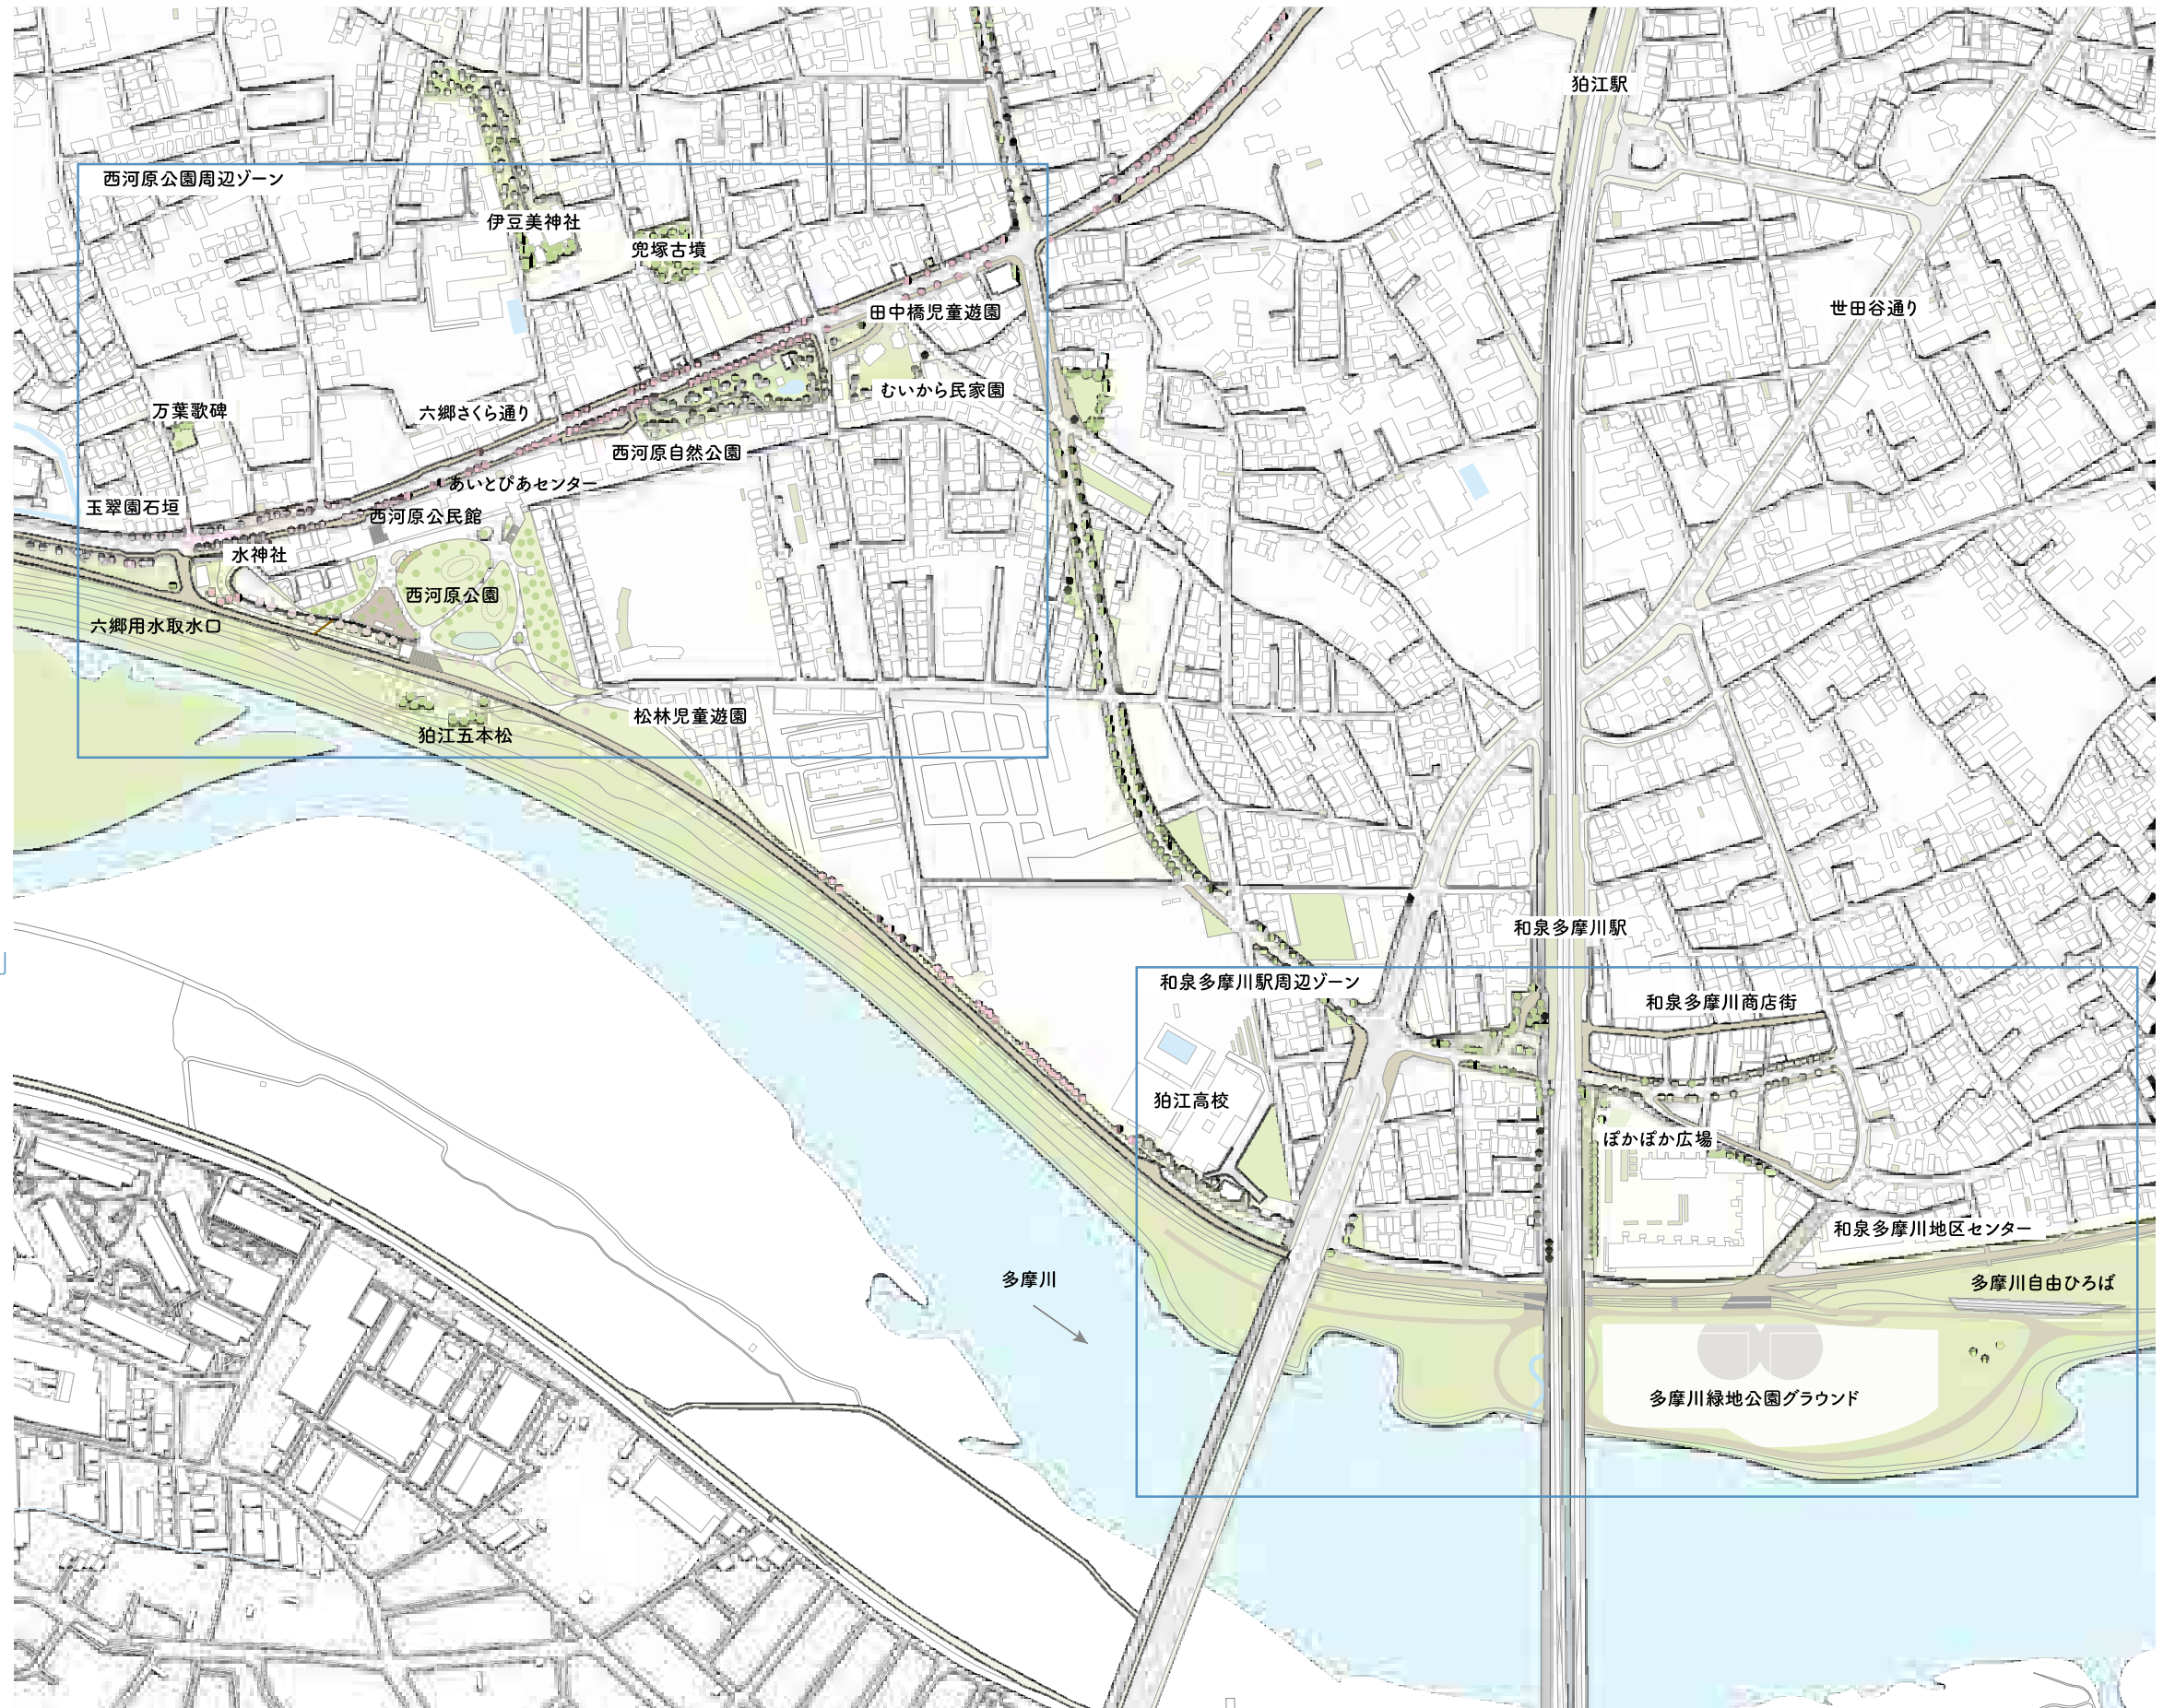 狛江駅
西河原公園周辺ゾーン
伊豆美神社
兜塚古墳
田中橋児童遊園
世田谷通り
むいから民家園
万葉歌碑
六郷さくら通り
西河原自然公園
あいとぴあセンター
玉翠園石垣
西河原公民館
水神社
西河原公園
六郷用水取水口
松林児童遊園
狛江五本松
和泉多摩川駅
和泉多摩川駅周辺ゾーン
和泉多摩川商店街
狛江高校
ぽかぽか広場
和泉多摩川地区センター
多摩川
多摩川自由ひろば
多摩川緑地公園グラウンド